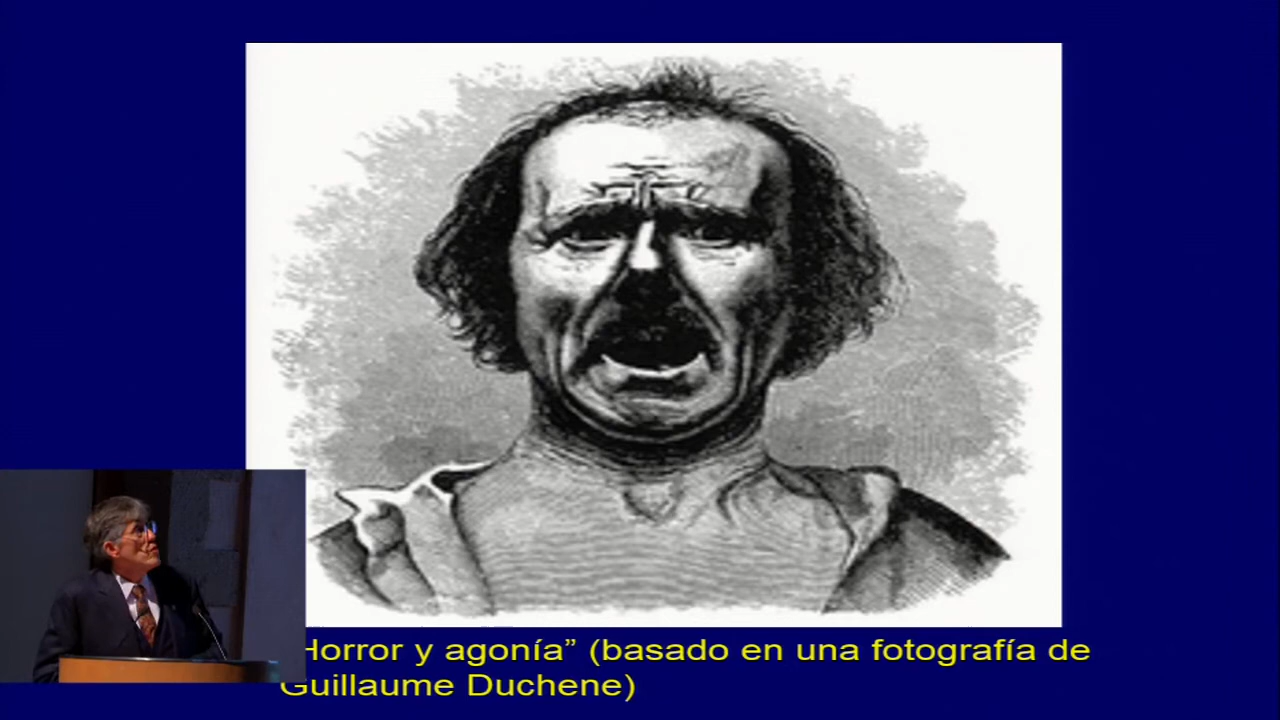 Horror y agonía” (basado en una fotografía de
Guillaume Duchene)